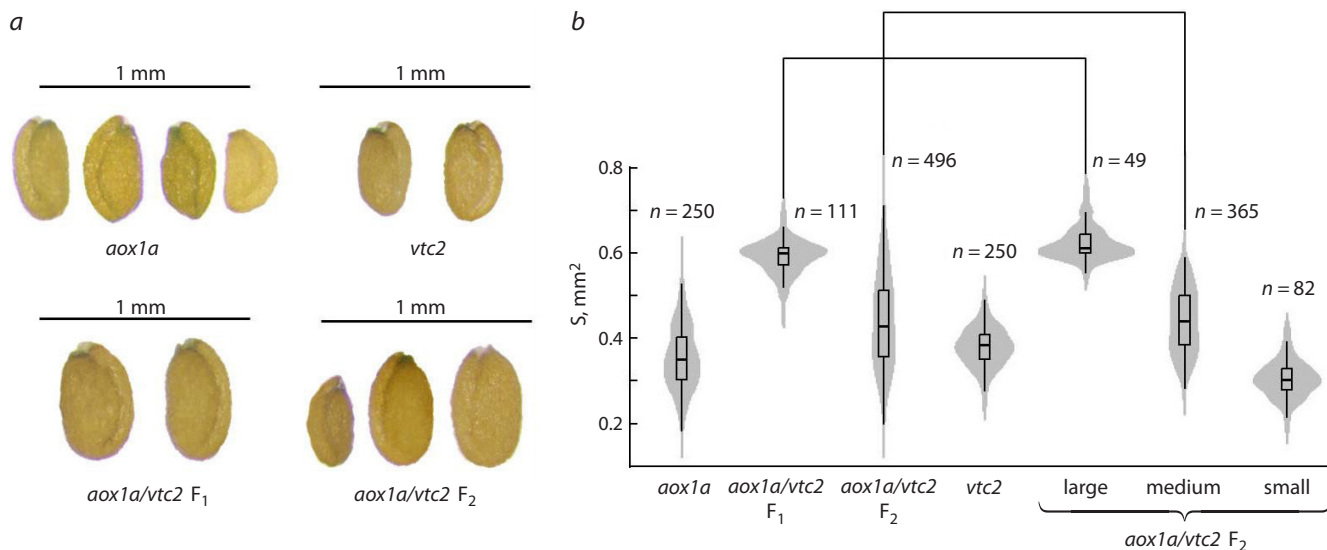 a
1 mm
1 mm
aox1a
vtc2
1 mm
1 mm
aox1a/vtc2 F₁
aox1a/vtc2 F₂
b
S, mm²
0.8
0.6
0.4
0.2
n = 250
n = 111
n = 496
n = 250
n = 49
n = 365
n = 82
aox1a
aox1a/vtc2
F₁
aox1a/vtc2
F₂
vtc2
large
medium
small
aox1a/vtc2 F₂